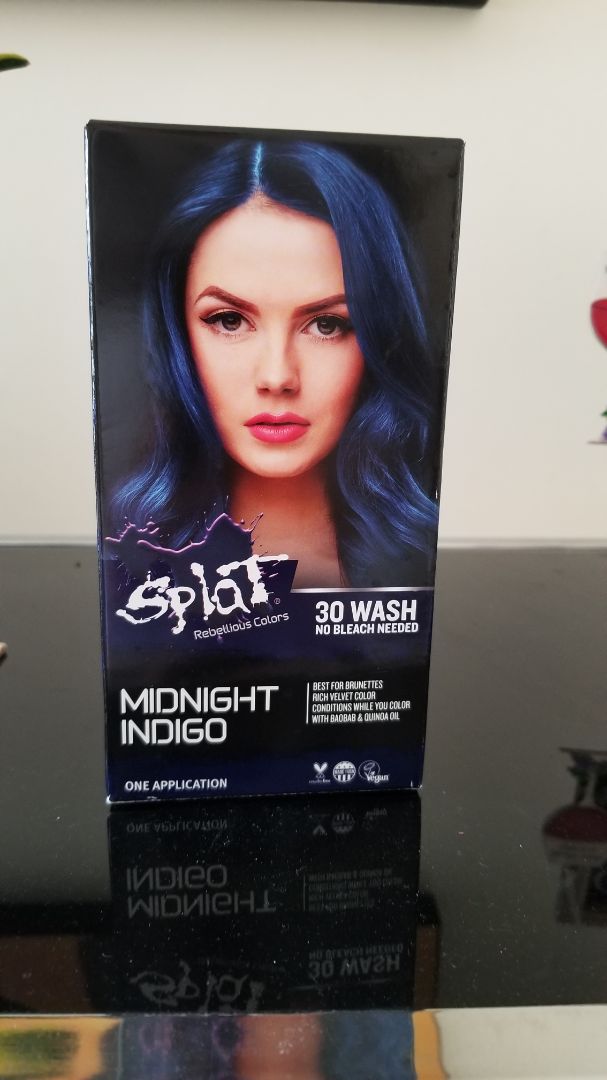 Splat
Rebellious Colors
30 WASH
NO BLEACH NEEDED
MIDNIGHT
INDIGO
BEST FOR BRUNETTES
RICH VELVET COLOR
CONDITIONS WHILE YOU COLOR
WITH BAOBAB & QUINOA OIL
ONE APPLICATION
Vegan